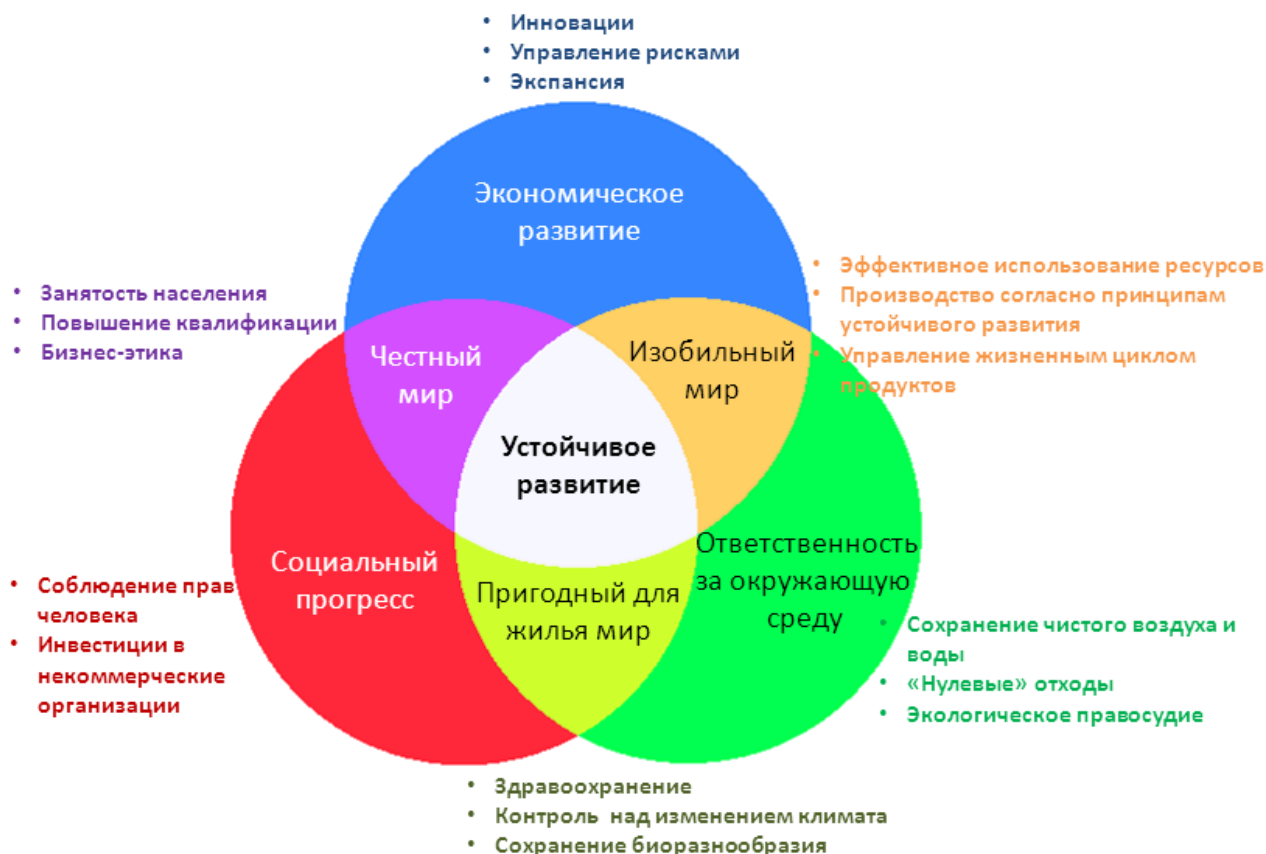 • Инновации
• Управление рисками
• Экспансия
Экономическое
развитие
• Занятость населения
• Повышение квалификации
• Бизнес-этика
• Эффективное использование ресурсов
• Производство согласно принципам
устойчивого развития
• Управление жизненным циклом
продуктов
Честный
мир
Изобильный
мир
Устойчивое
развитие
Социальный
прогресс
Пригодный для
жилья мир
Ответственность
за окружающую
среду
• Соблюдение прав
человека
• Инвестиции в
некоммерческие
организации
• Сохранение чистого воздуха и
воды
• «Нулевые» отходы
• Экологическое правосудие
• Здравоохранение
• Контроль над изменением климата
• Сохранение биоразнообразия